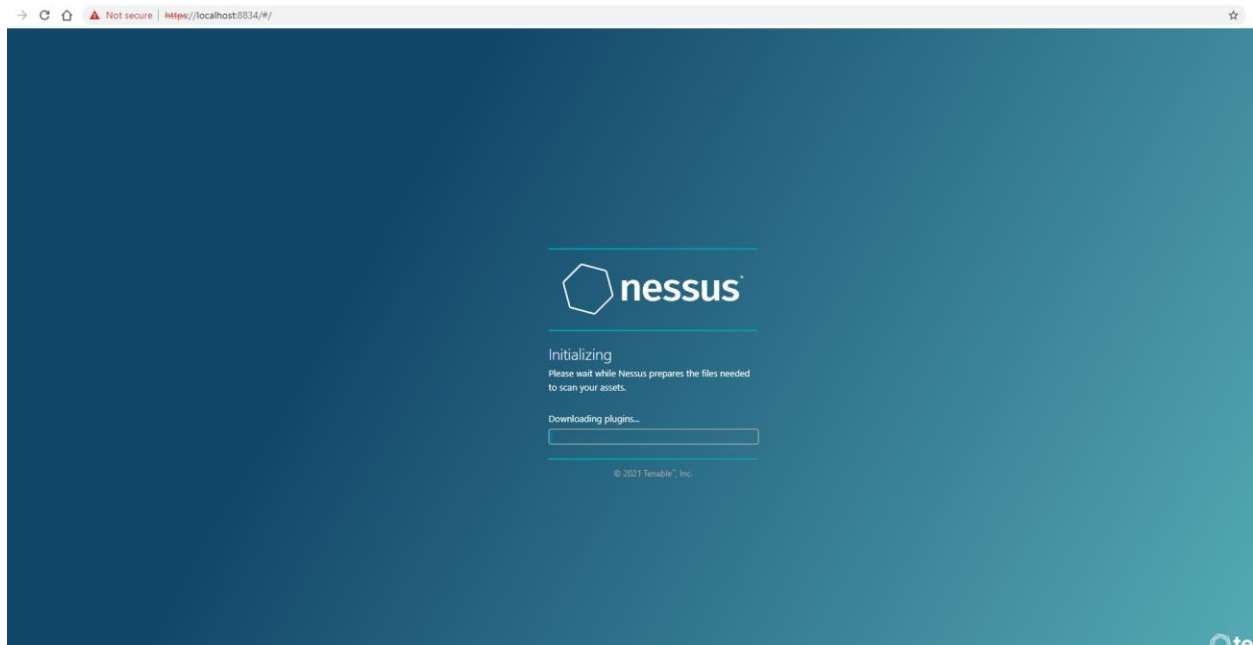 Not secure | https://localhost:8834/#/
nessus
Initializing
Please wait while Nessus prepares the files needed
to scan your assets.
Downloading plugins...
© 2021 Tenable™, Inc.
te